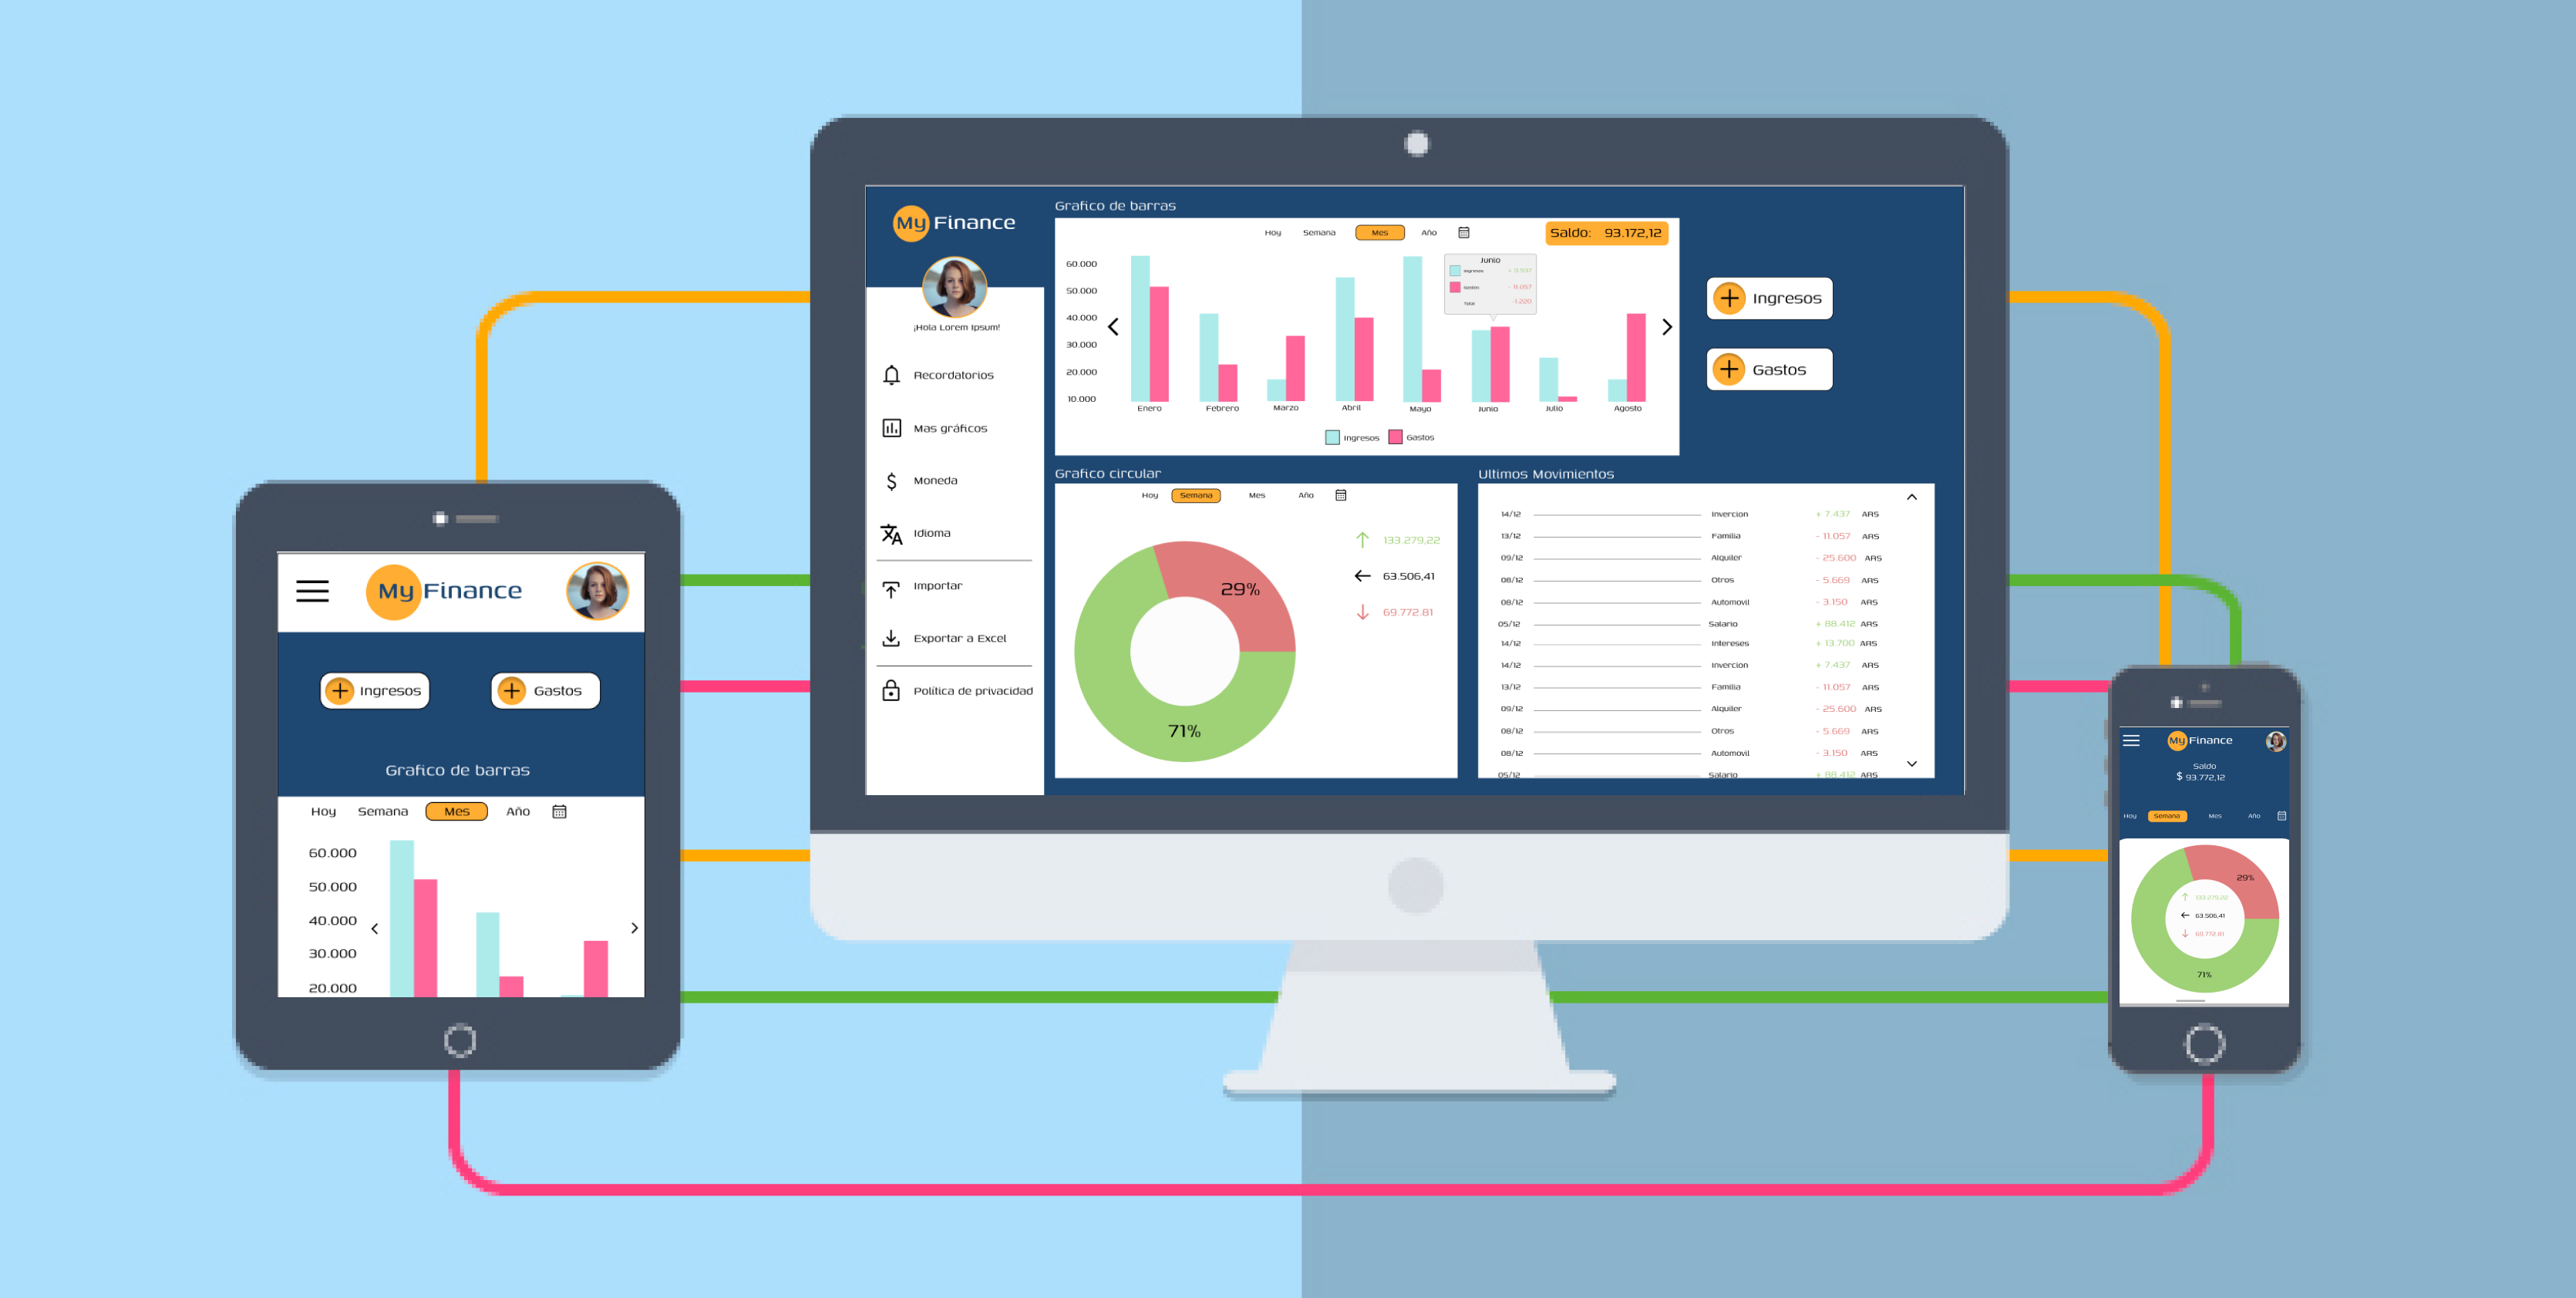 My Finance
¡Hola Lorem Ipsum!
Recordatorios
Mas gráficos
Moneda
Idioma
Importar
Exportar a Excel
Política de privacidad
Grafico de barras
Hoy Semana Mes Año
Saldo: 93.172,12
60.000
50.000
40.000
30.000
20.000
10.000
Junio
Ingresos + 9.937
Gastos - 11.057
Total -1.220
Enero Febrero Marzo Abril Mayo Junio Julio Agosto
Ingresos Gastos
Ingresos
Gastos
Grafico circular
Hoy Semana Mes Año
29%
71%
133.279,22
63.506,41
69.772.81
Ultimos Movimientos
14/12 Invercion + 7.437 ARS
13/12 Familia - 11.057 ARS
09/12 Alquiler - 25.600 ARS
08/12 Otros - 5.669 ARS
08/12 Automovil - 3.150 ARS
05/12 Salario + 88.412 ARS
14/12 Intereses + 13.700 ARS
14/12 Invercion + 7.437 ARS
13/12 Familia - 11.057 ARS
09/12 Alquiler - 25.600 ARS
08/12 Otros - 5.669 ARS
08/12 Automovil - 3.150 ARS
05/12 Salario + 88.412 ARS
My Finance
Ingresos Gastos
Grafico de barras
Hoy Semana Mes Año
60.000
50.000
40.000
30.000
20.000
My Finance
Saldo
$ 93.772,12
Hoy Semana Mes Año
29%
133.279,22
63.506,41
69.772.81
71%